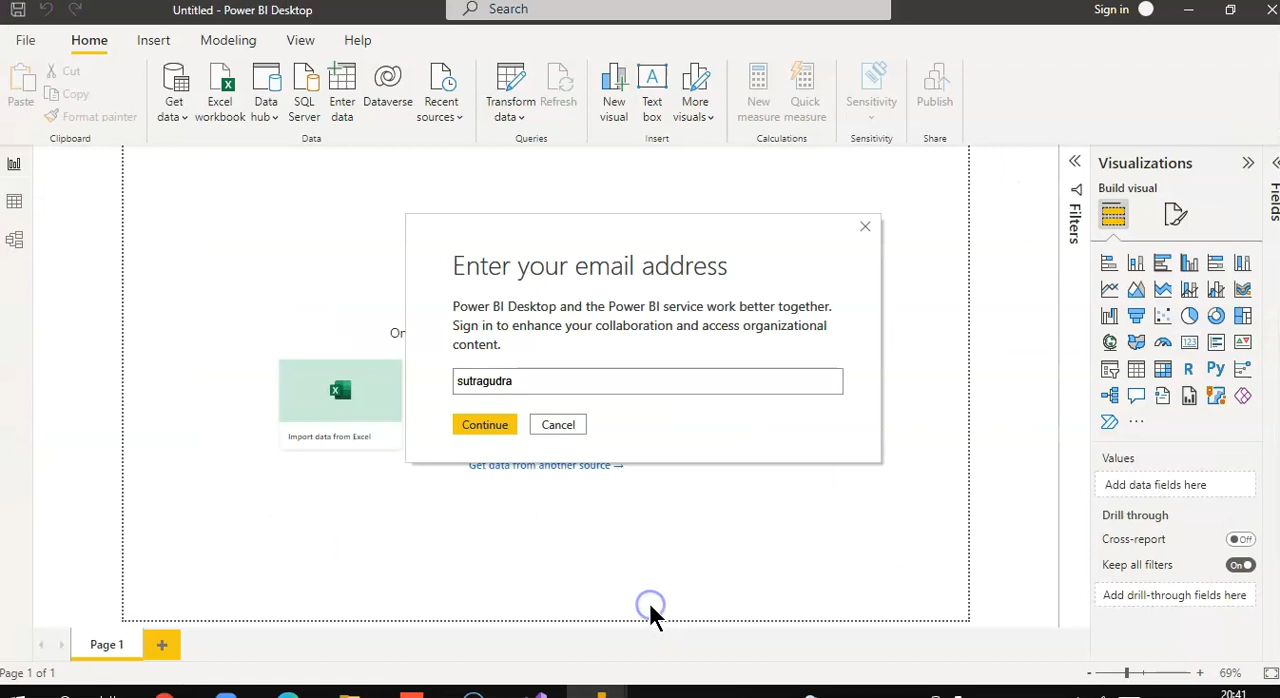 Untitled - Power BI Desktop
Search
Sign in
File Home Insert Modeling View Help
Paste
Cut
Copy
Format painter
Clipboard
Get data
Excel workbook
Data hub
SQL Server
Enter data
Dataverse
Recent sources
Data
Transform data
Refresh
Queries
New visual
Text box
More visuals
Insert
New measure
Quick measure
Calculations
Sensitivity
Sensitivity
Publish
Share
Enter your email address
Power BI Desktop and the Power BI service work better together.
Sign in to enhance your collaboration and access organizational
content.
sutragudra
Continue Cancel
Import data from Excel
Get data from another source →
Filters
Visualizations
Build visual
R Py
123
Values
Add data fields here
Drill through
Cross-report Off
Keep all filters On
Add drill-through fields here
Fields
Page 1
Page 1 of 1
- + 69%
20:41